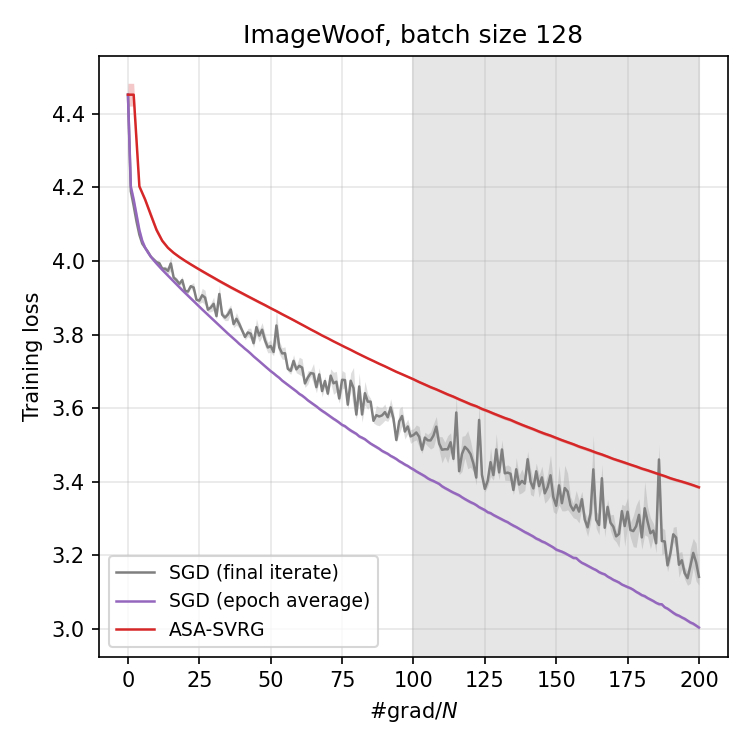 ImageWoof, batch size 128
Training loss
4.4
4.2
4.0
3.8
3.6
3.4
3.2
3.0
SGD (final iterate)
SGD (epoch average)
ASA-SVRG
0 25 50 75 100 125 150 175 200
#grad/N